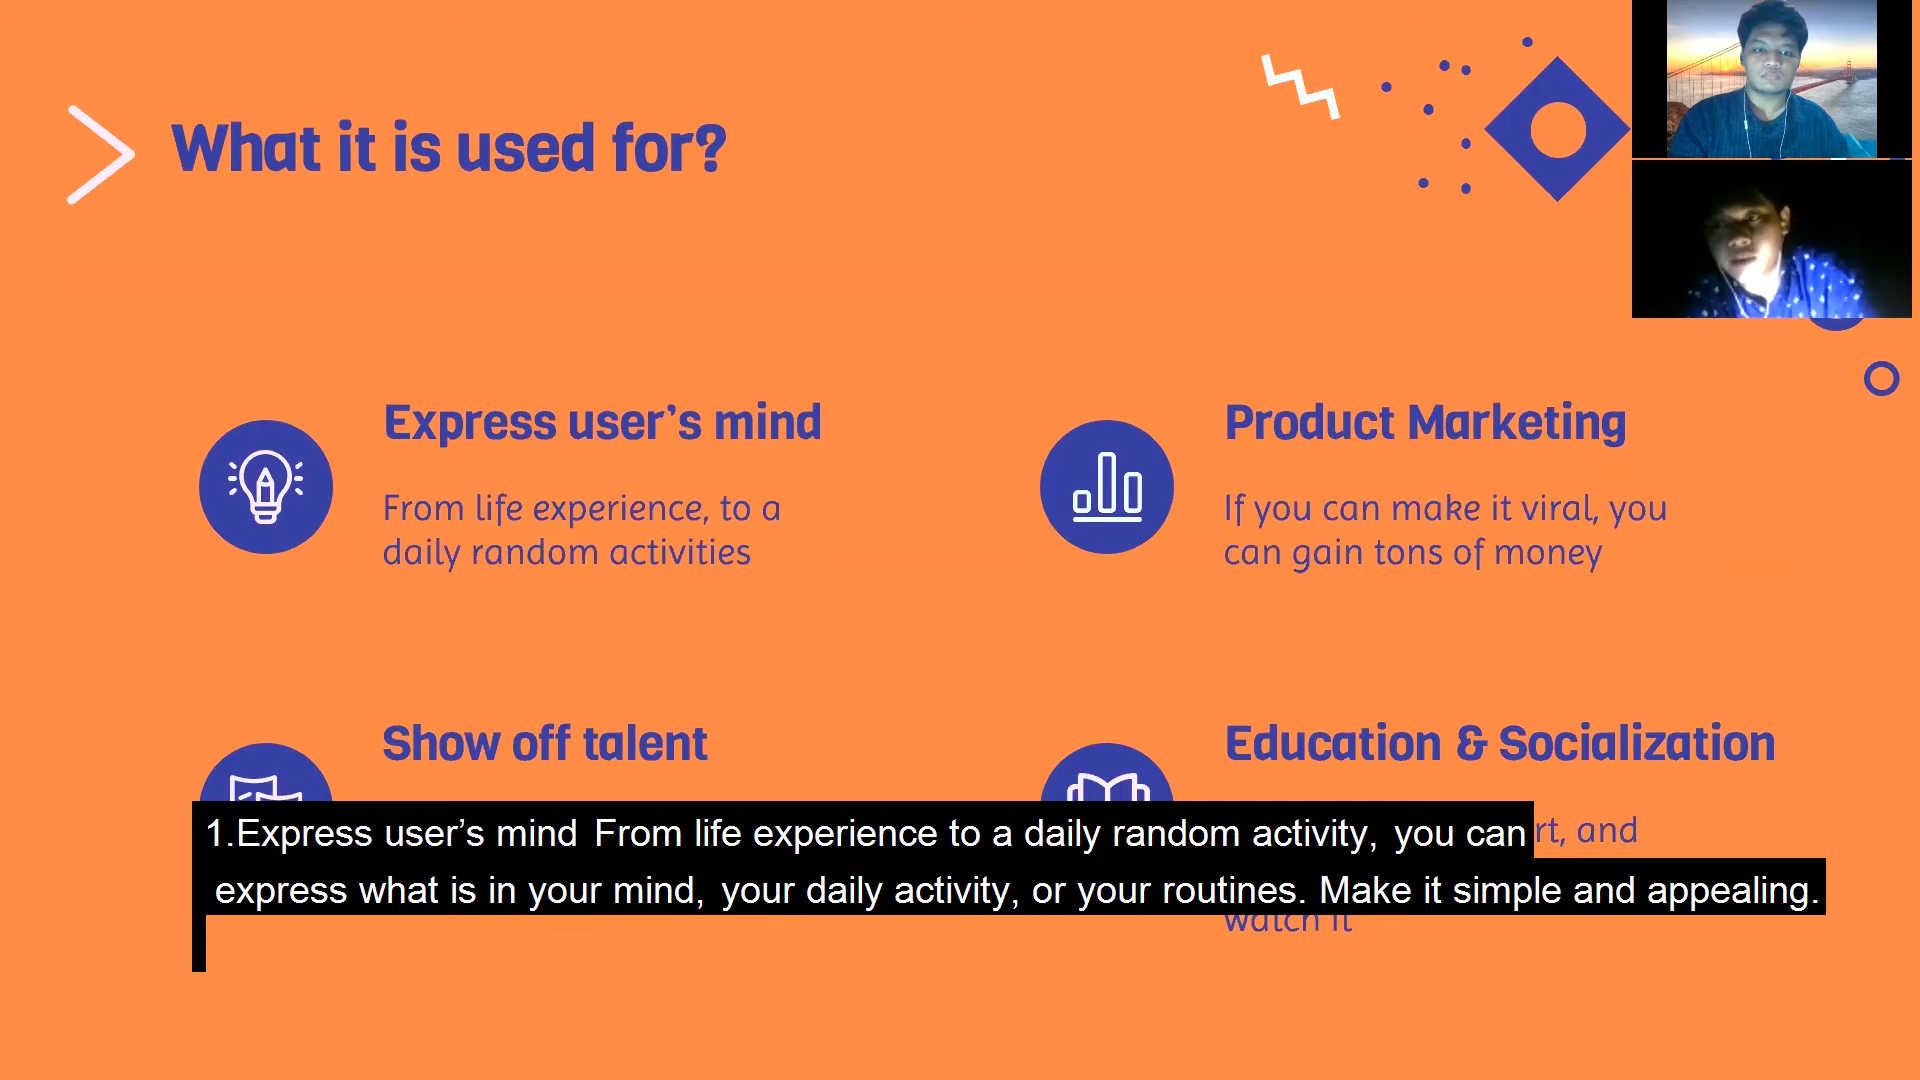 What it is used for?
Express user's mind
From life experience, to a
daily random activities
Product Marketing
If you can make it viral, you
can gain tons of money
Show off talent
Education & Socialization
and
watch it
1.Express user's mind From life experience to a daily random activity, you can
express what is in your mind, your daily activity, or your routines. Make it simple and appealing.